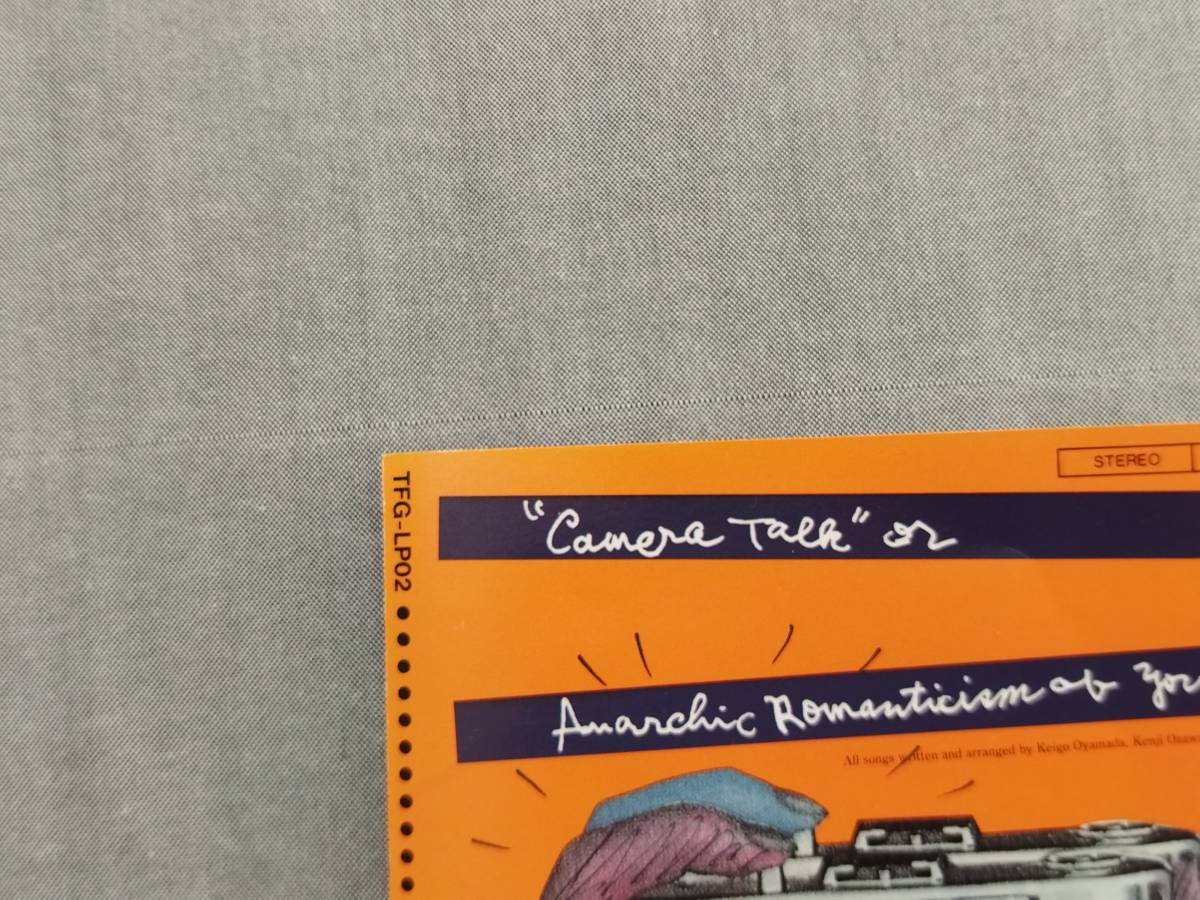 STEREO
TFG-LP02
"Camera Talk" or
Anarchic Romanticism of
All songs written and arranged by Keigo Oyamada, Kenji